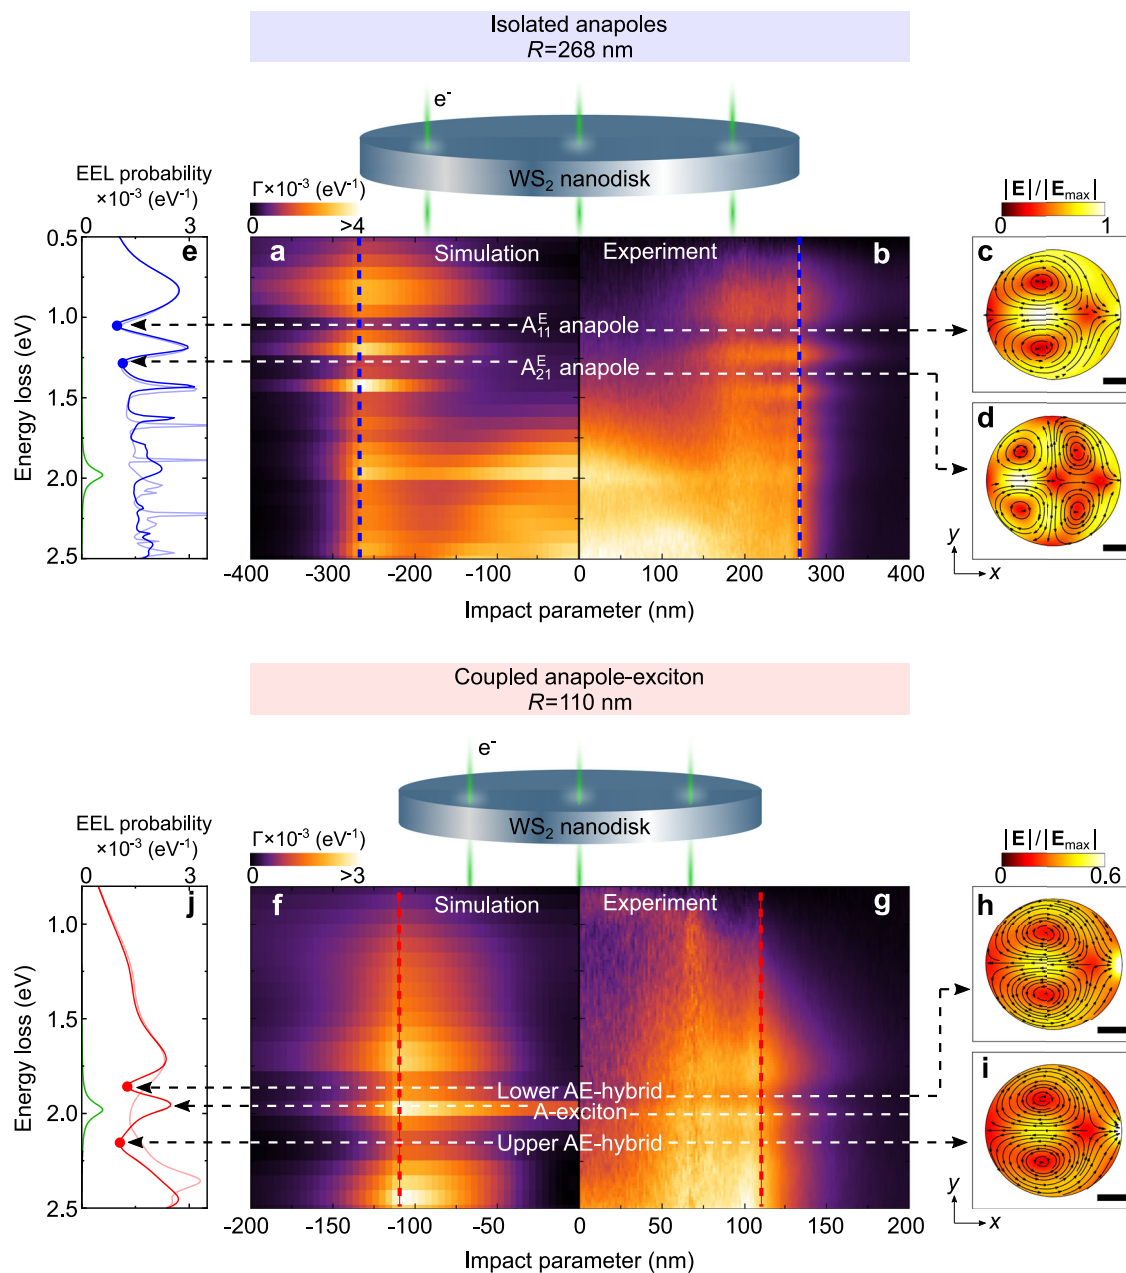 Isolated anapoles
R=268 nm
e-
WS2 nanodisk
EEL probability
×10-3 (eV-1)
0 3
Γ×10-3 (eV-1)
0 >4
|E|/|Emax|
0 1
e
a
Simulation
Experiment
b
c
d
0.5
1.0
1.5
2.0
2.5
Energy loss (eV)
AE11 anapole
AE21 anapole
-400 -300 -200 -100 0 100 200 300 400
Impact parameter (nm)
y
x
Coupled anapole-exciton
R=110 nm
e-
WS2 nanodisk
EEL probability
×10-3 (eV-1)
0 3
Γ×10-3 (eV-1)
0 >3
|E|/|Emax|
0 0.6
j
f
Simulation
Experiment
g
h
i
1.0
1.5
2.0
2.5
Energy loss (eV)
Lower AE-hybrid
A-exciton
Upper AE-hybrid
-200 -150 -100 -50 0 50 100 150 200
Impact parameter (nm)
y
x